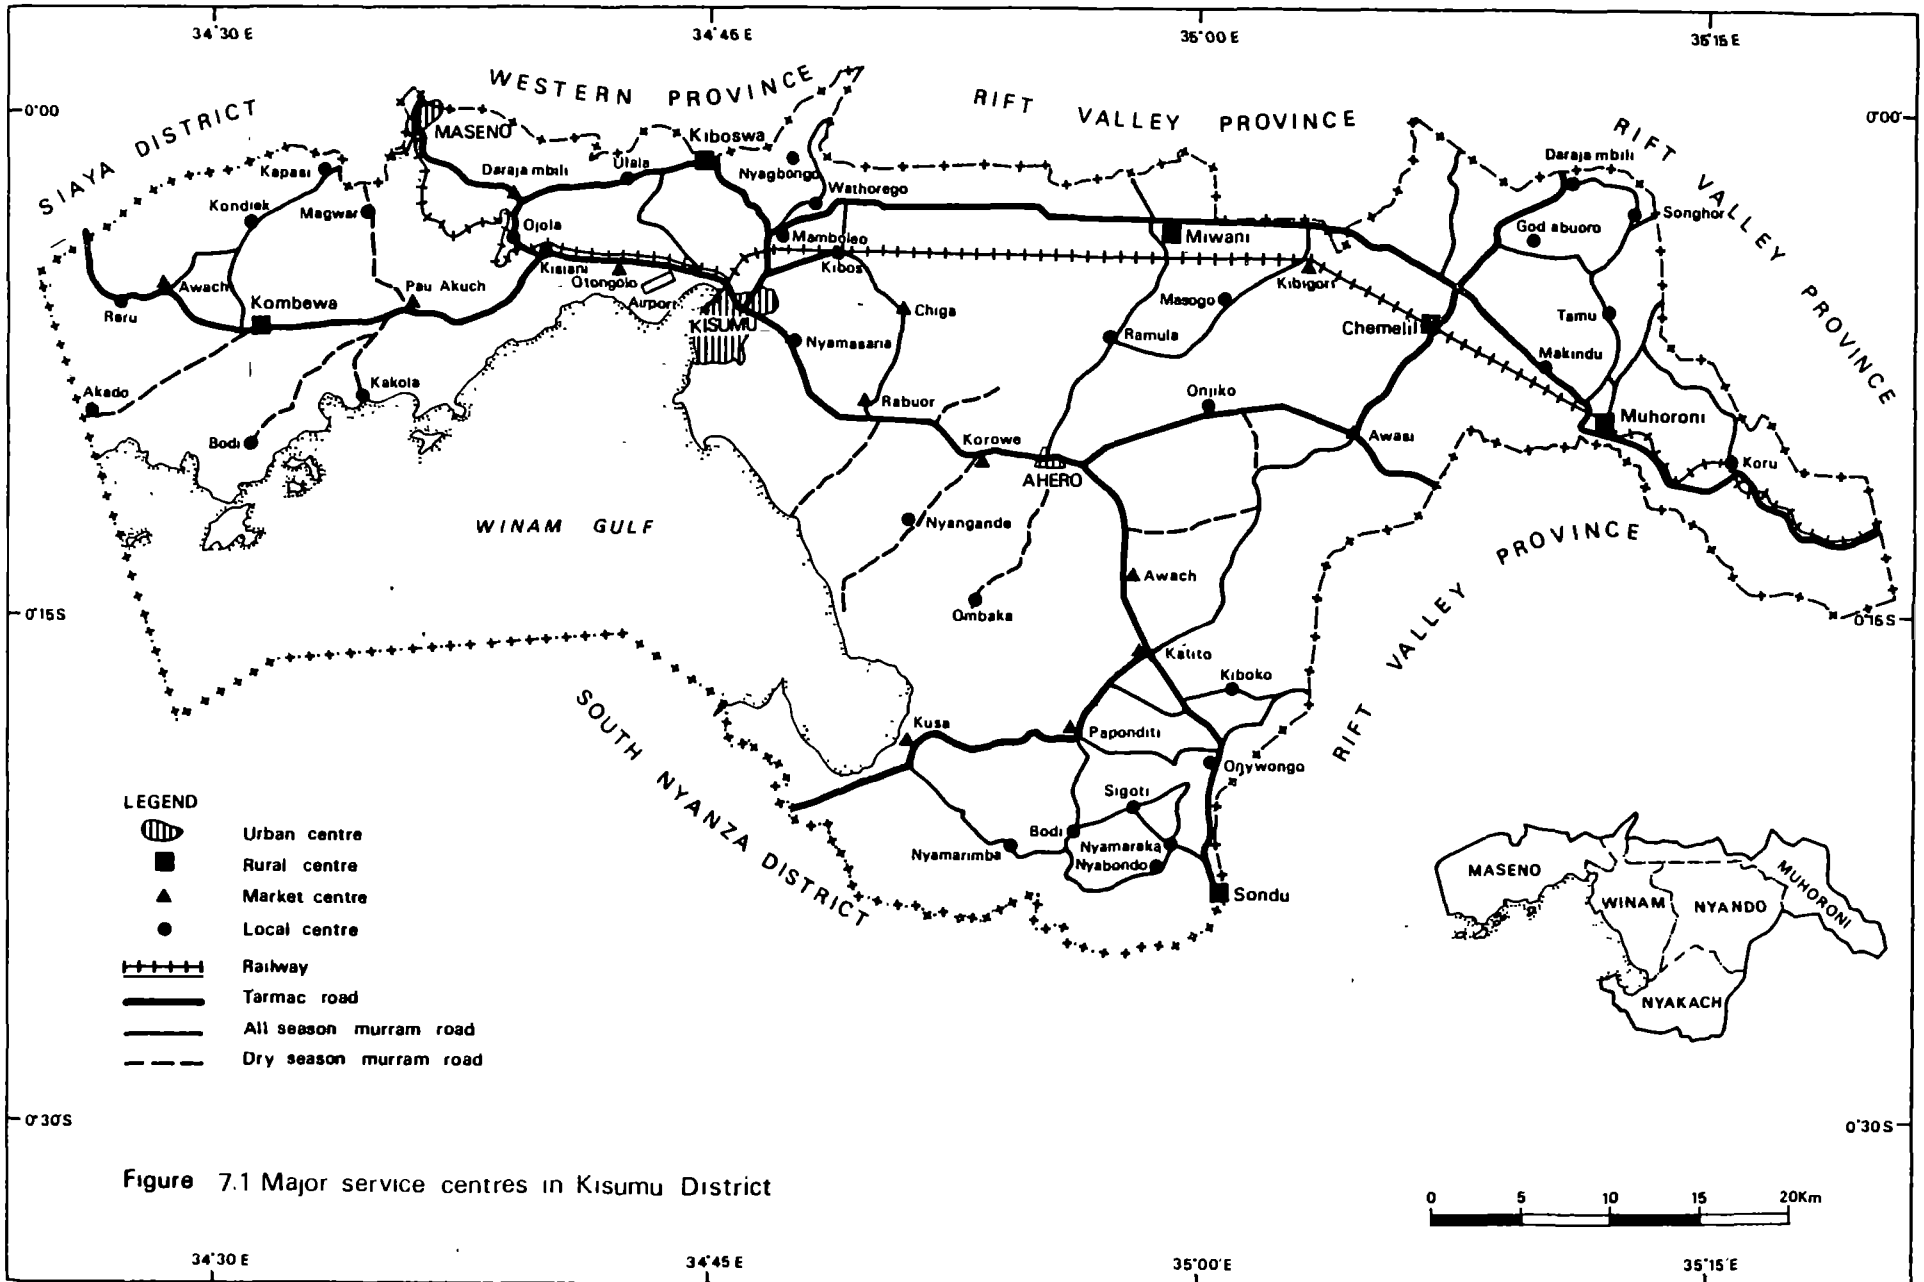 34°30 E
34°45 E
35°00 E
35°15 E
WESTERN PROVINCE
RIFT VALLEY PROVINCE
RIFT VALLEY PROVINCE
SIAYA DISTRICT
0°00
0°00'
MASENO
Kiboswa
Daraja mbili
Kapasi
Daraja mbili
Ulala
Nyagbongo
Wathorego
Kondiek
Magwar
Songhor
Ojola
God abuoro
Mamboleo
Miwani
Kisiani
Kibos
Otongolo
Airport
Kibigori
Awach
Pau Akuch
Masogo
Reru
Kombewa
Chiga
Tamu
KISUMU
Chemelil
Nyamasaria
Ramula
Makindu
Akado
Kakola
Rabuor
Onjiko
Muhoroni
Bodi
Korowe
Awasi
Koru
AHERO
WINAM GULF
Nyangande
RIFT VALLEY PROVINCE
Awach
Ombaka
0°15S
0°15S
Katito
Kiboko
SOUTH NYANZA DISTRICT
Kusa
Paponditi
Onywongo
Sigoti
Bodi
Nyamaraka
Nyamarimba
Nyabondo
Sondu
LEGEND
Urban centre
Rural centre
Market centre
Local centre
Railway
Tarmac road
All season murram road
Dry season murram road
MASENO
MUHORONI
WINAM
NYANDO
NYAKACH
0°30'S
0°30S
Figure 7.1 Major service centres in Kisumu District
0 5 10 15 20Km
34°30 E
34°45 E
35°00'E
35°15'E